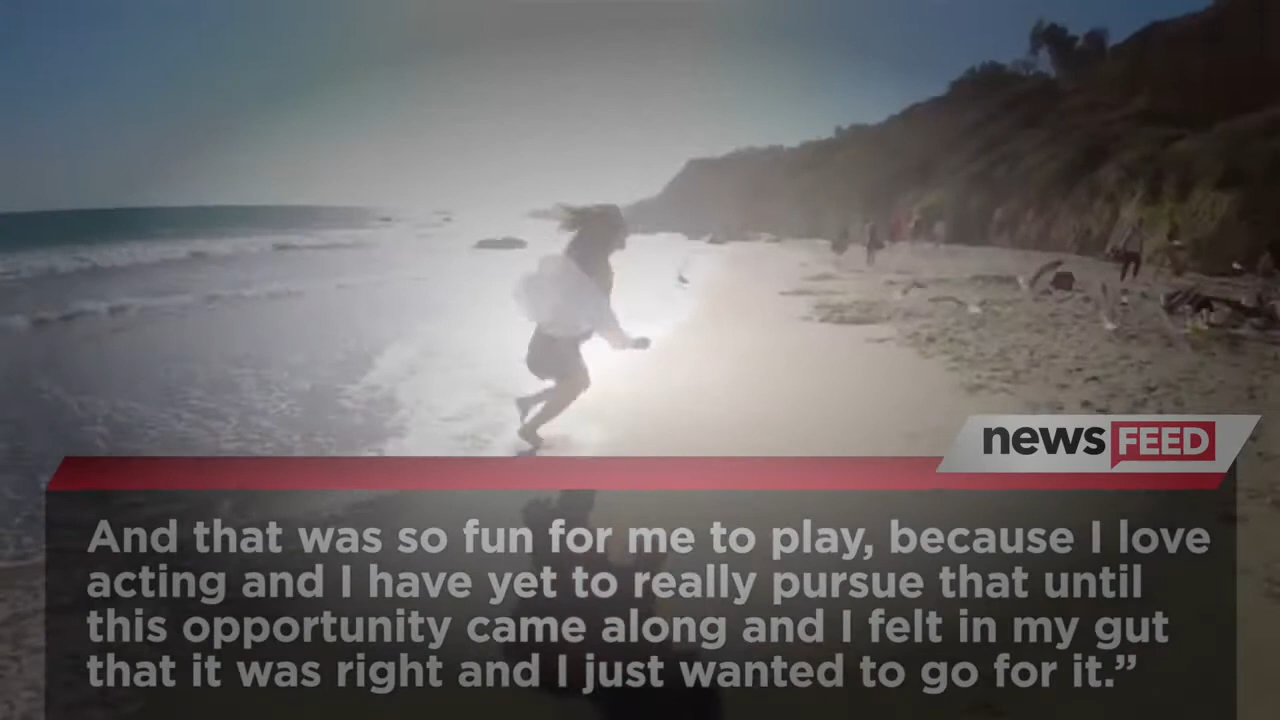 newsFEED
And that was so fun for me to play, because I love
acting and I have yet to really pursue that until
this opportunity came along and I felt in my gut
that it was right and I just wanted to go for it.”